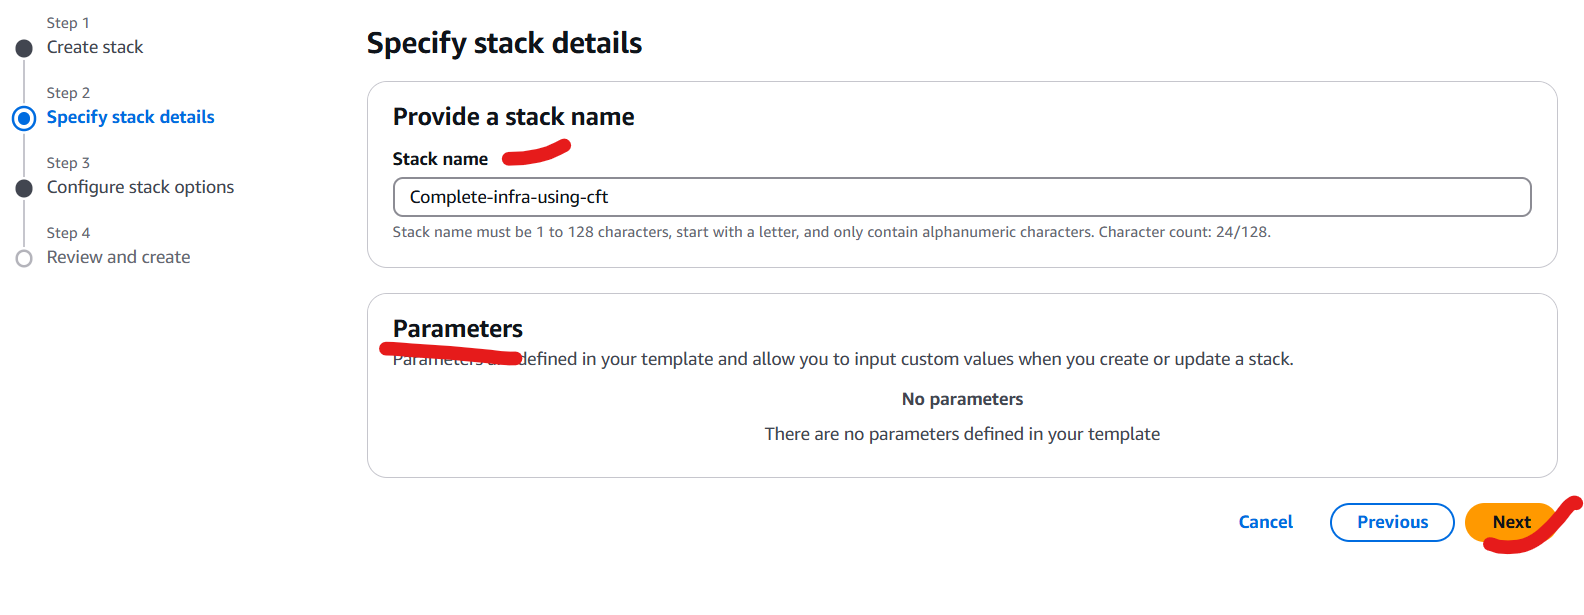 Step 1
Create stack
Step 2
Specify stack details
Step 3
Configure stack options
Step 4
Review and create
Specify stack details
Provide a stack name
Stack name
Complete-infra-using-cft
Stack name must be 1 to 128 characters, start with a letter, and only contain alphanumeric characters. Character count: 24/128.
Parameters
Parameters are defined in your template and allow you to input custom values when you create or update a stack.
No parameters
There are no parameters defined in your template
Cancel
Previous
Next